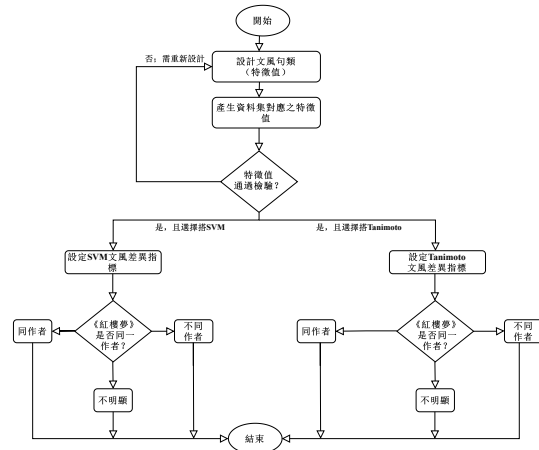 開始
否：需重新設計
設計文風句類
（特徵值）
產生資料集對應之特徵
值
特徵值
通過檢驗？
是，且選擇搭SVM
是，且選擇搭Tanimoto
設定SVM文風差異指
標
設定Tanimoto
文風差異指標
同作者
《紅樓夢》
是否同一
作者？
不同
作者
同作者
《紅樓夢》
是否同一
作者？
不同
作者
不明顯
不明顯
結束